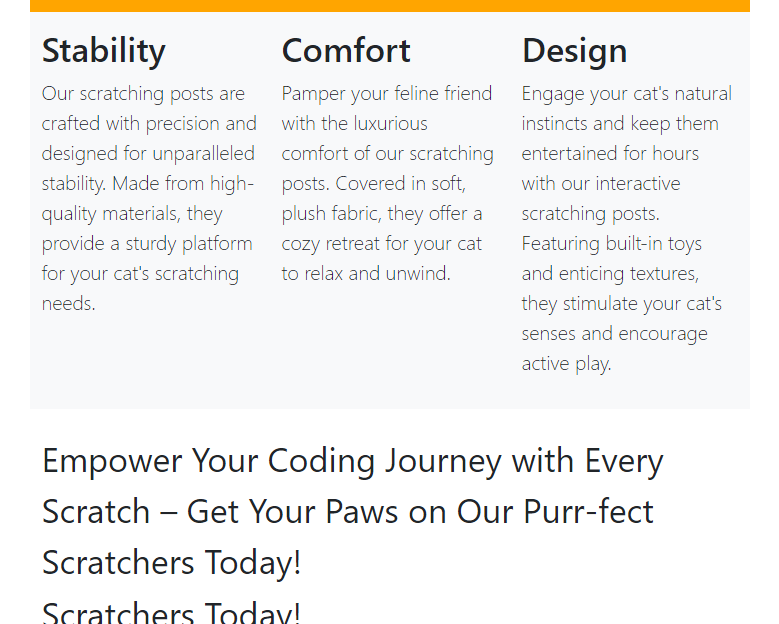 Stability
Our scratching posts are
crafted with precision and
designed for unparalleled
stability. Made from high-
quality materials, they
provide a sturdy platform
for your cat's scratching
needs.
Comfort
Pamper your feline friend
with the luxurious
comfort of our scratching
posts. Covered in soft,
plush fabric, they offer a
cozy retreat for your cat
to relax and unwind.
Design
Engage your cat's natural
instincts and keep them
entertained for hours
with our interactive
scratching posts.
Featuring built-in toys
and enticing textures,
they stimulate your cat's
senses and encourage
active play.
Empower Your Coding Journey with Every
Scratch – Get Your Paws on Our Purr-fect
Scratchers Today!
Scratchers Today!